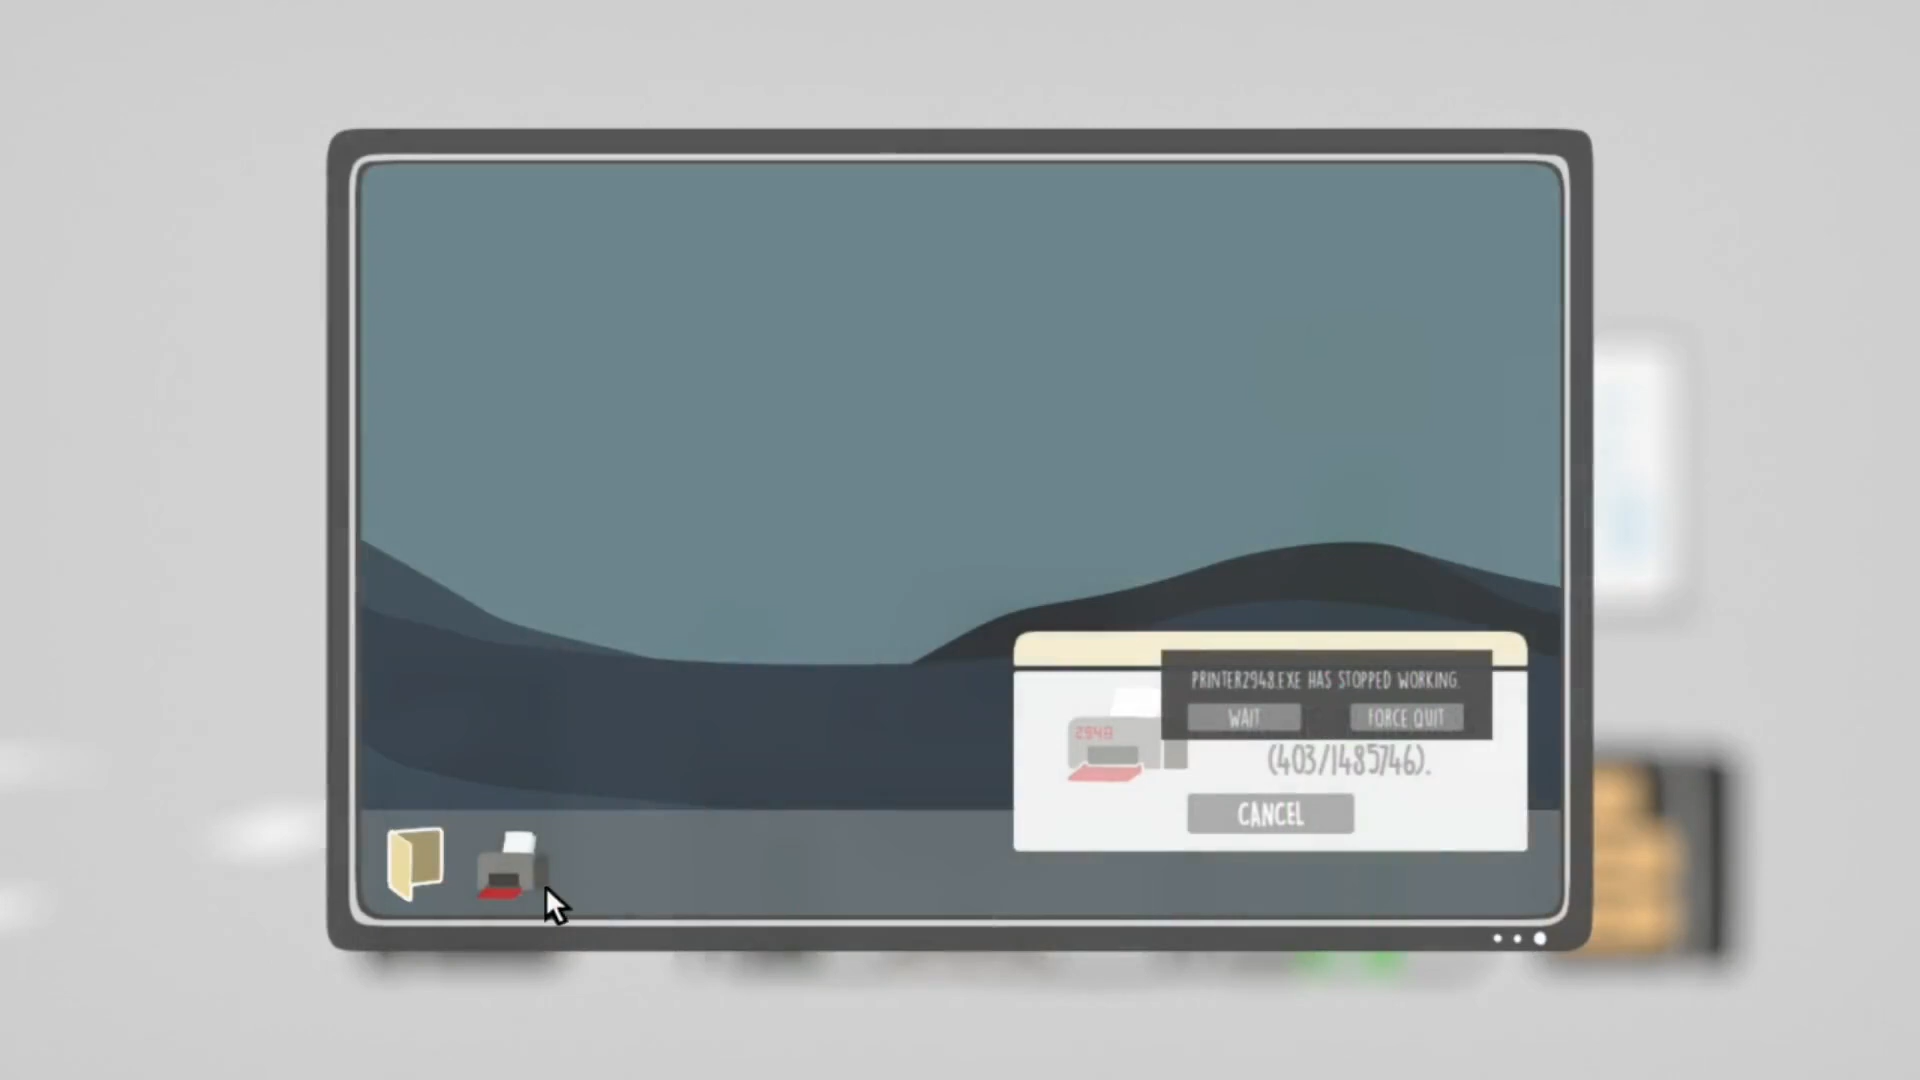 PRINTER2948.EXE HAS STOPPED WORKING.
WAIT FORCE QUIT
2948
(403/1485746).
CANCEL